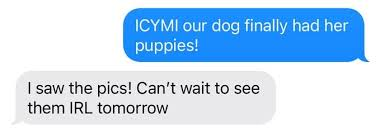 ICYMI our dog finally had her
puppies!
I saw the pics! Can’t wait to see
them IRL tomorrow